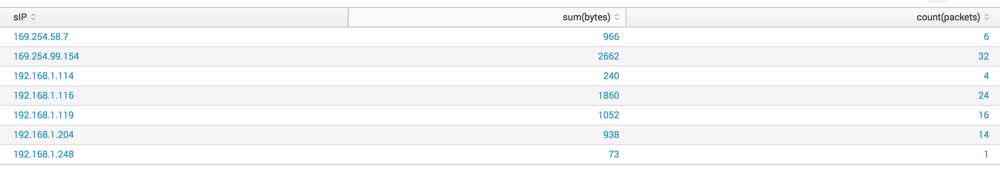 sIP sum(bytes) count(packets)
169.254.58.7 966 6
169.254.99.154 2662 32
192.168.1.114 240 4
192.168.1.116 1860 24
192.168.1.119 1052 16
192.168.1.204 938 14
192.168.1.248 73 1